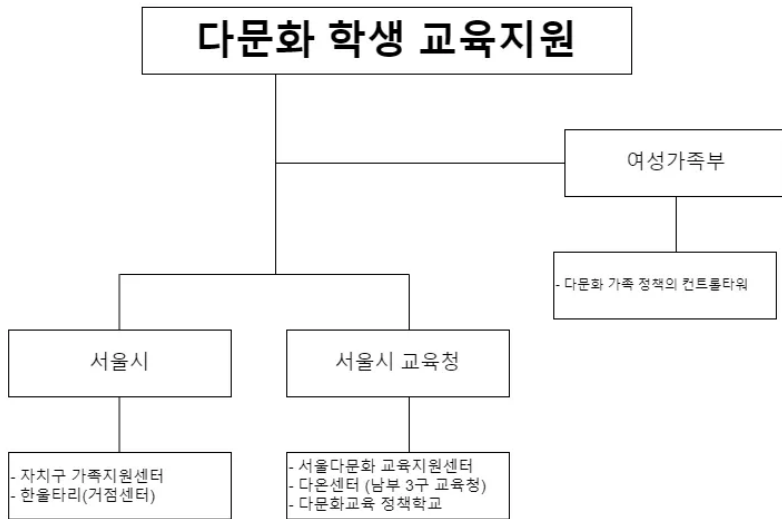 다문화 학생 교육지원
여성가족부
- 다문화 가족 정책의 컨트롤타워
서울시
서울시 교육청
- 자치구 가족지원센터
- 한울타리(거점센터)
- 서울다문화 교육지원센터
- 다온센터 (남부 3구 교육청)
- 다문화교육 정책학교